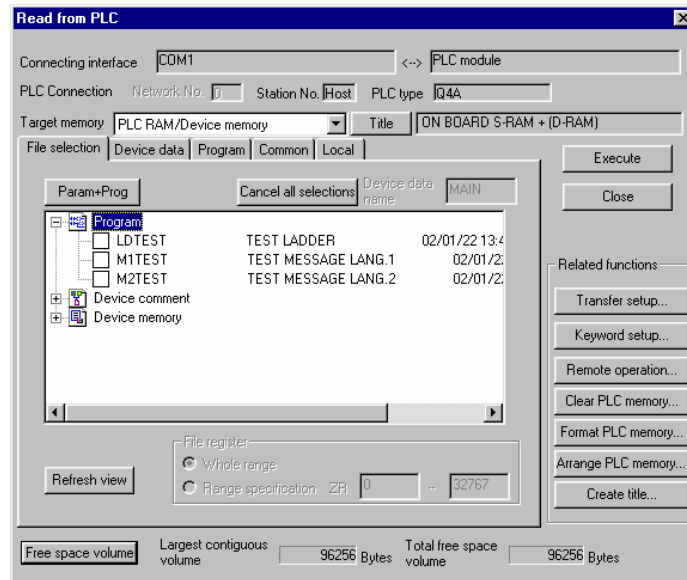 Read from PLC
Connecting interface COM1 <--> PLC module
PLC Connection Network No. 0 Station No. Host PLC type Q4A
Target memory PLC RAM/Device memory Title ON BOARD S-RAM + (D-RAM)
File selection Device data Program Common Local
Execute
Param+Prog Cancel all selections Device data name MAIN
Close
Program
LDTEST TEST LADDER 02/01/22 13:4
M1TEST TEST MESSAGE LANG.1 02/01/2
M2TEST TEST MESSAGE LANG.2 02/01/2
Device comment
Device memory
Related functions
Transfer setup...
Keyword setup...
Remote operation...
Clear PLC memory...
Format PLC memory...
Arrange PLC memory...
Create title...
File register
Whole range
Range specification ZR 0 -- 32767
Refresh view
Free space volume Largest contiguous volume 96256 Bytes Total free space volume 96256 Bytes